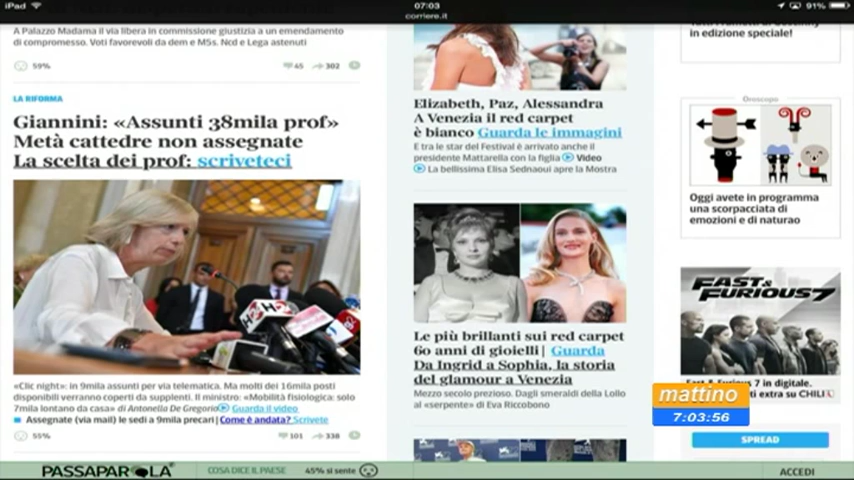 iPad
07:03
91%
corriere.it
A Palazzo Madama il via libera in commissione giustizia a un emendamento
di compromesso. Voti favorevoli da dem e M5s. Ncd e Lega astenuti
59%
45
302
LA RIFORMA
Giannini: «Assunti 38mila prof»
Metà cattedre non assegnate
La scelta dei prof: scriveteci
H24
«Clic night»: in 9mila assunti per via telematica. Ma molti dei 16mila posti
disponibili verranno coperti da supplenti. Il ministro: «Mobilità fisiologica: solo
7mila lontano da casa» di Antonella De Gregorio Guarda il video
Assegnate (via mail) le sedi a 9mila precari| Come è andata? Scrivete
55%
101
338
Elizabeth, Paz, Alessandra
A Venezia il red carpet
è bianco Guarda le immagini
E tra le star del Festival è arrivato anche il
presidente Mattarella con la figlia Video
La bellissima Elisa Sednaoui apre la Mostra
Le più brillanti sui red carpet
60 anni di gioielli| Guarda
Da Ingrid a Sophia, la storia
del glamour a Venezia
Mezzo secolo prezioso. Dagli smeraldi della Lollo
al «serpente» di Eva Riccobono
in edizione speciale!
Oroscopo
Oggi avete in programma
una scorpacciata di
emozioni e di naturao
FAST & FURIOUS 7
Fast & Furious 7 in digitale.
extra su CHILI
mattino
7:03:56
SPREAD
PASSAPAROLA
COSA DICE IL PAESE
45% si sente
ACCEDI